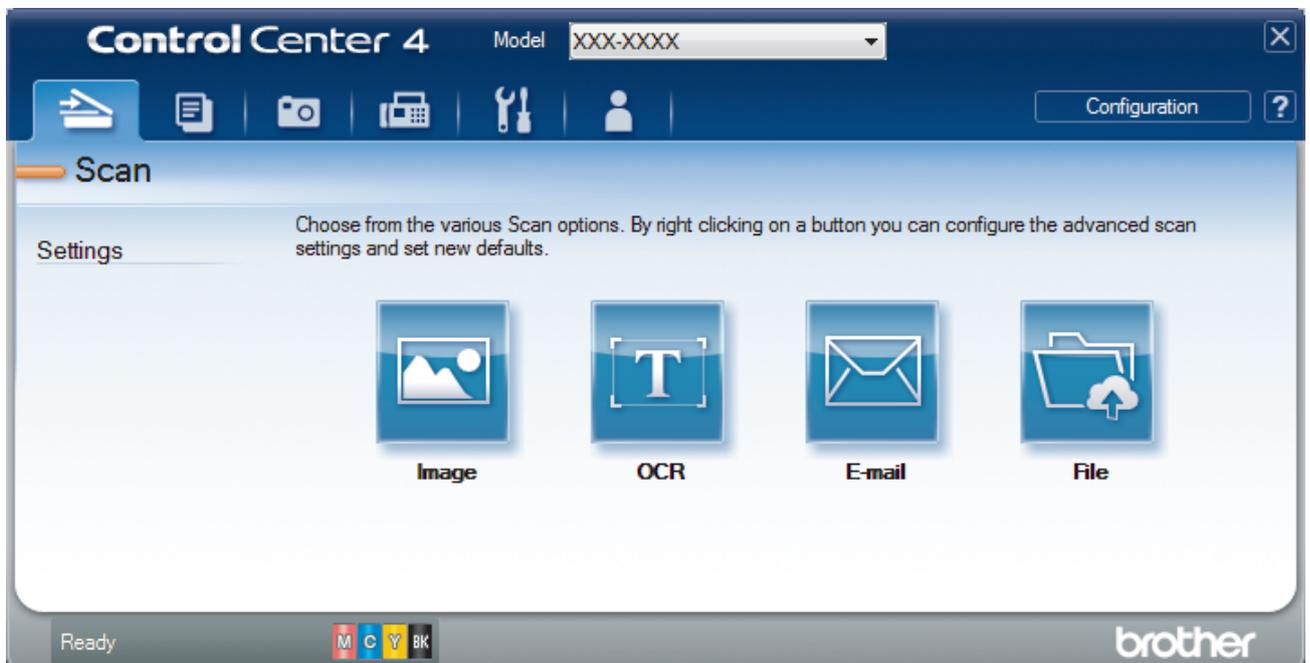 Control Center 4 Model XXX-XXXX
Configuration ?
Scan
Settings
Choose from the various Scan options. By right clicking on a button you can configure the advanced scan
settings and set new defaults.
T
Image OCR E-mail File
Ready M C Y BK brother